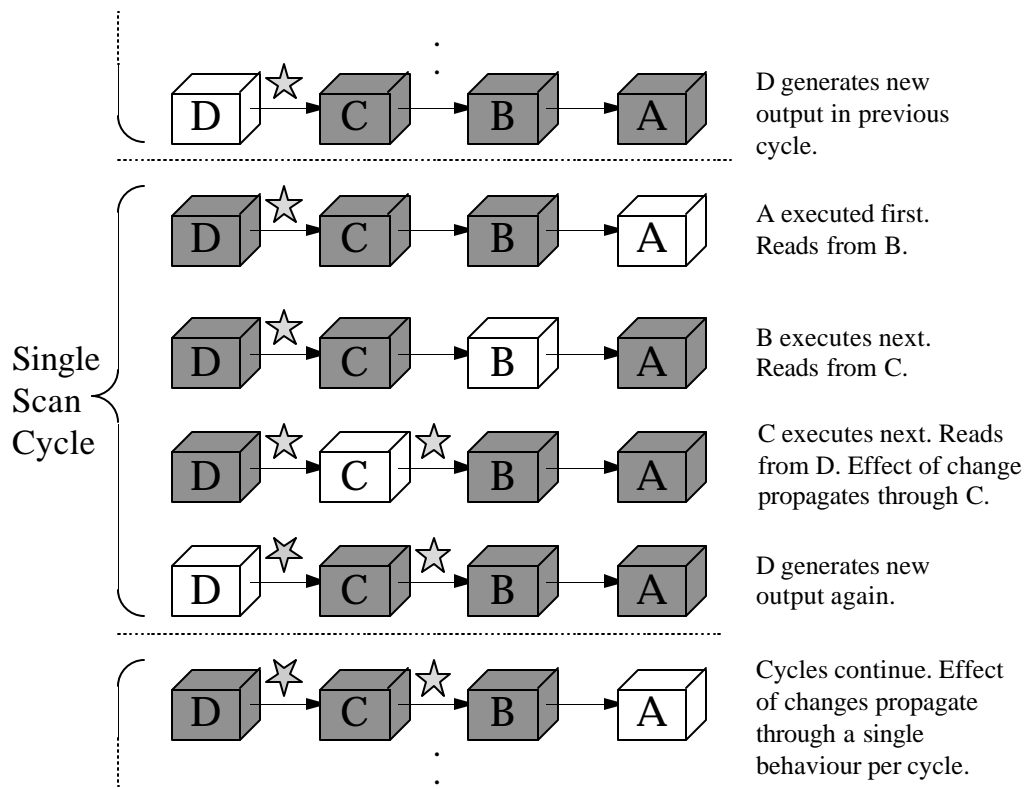 D C B A
D generates new
output in previous
cycle.
D C B A
A executed first.
Reads from B.
Single
Scan
Cycle
D C B A
B executes next.
Reads from C.
D C B A
C executes next. Reads
from D. Effect of change
propagates through C.
D C B A
D generates new
output again.
D C B A
Cycles continue. Effect
of changes propagate
through a single
behaviour per cycle.